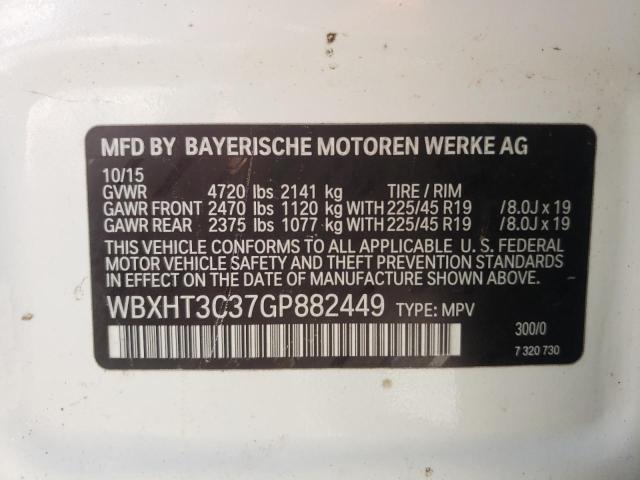 MFD BY BAYERISCHE MOTOREN WERKE AG
10/15
GVWR 4720 lbs 2141 kg TIRE / RIM
GAWR FRONT 2470 lbs 1120 kg WITH 225/45 R19 /8.0J x 19
GAWR REAR 2375 lbs 1077 kg WITH 225/45 R19 /8.0J x 19
THIS VEHICLE CONFORMS TO ALL APPLICABLE U. S. FEDERAL
MOTOR VEHICLE SAFETY AND THEFT PREVENTION STANDARDS
IN EFFECT ON THE DATE OF MANUFACTURE SHOWN ABOVE.
WBXHT3C37GP882449 TYPE: MPV
300/0
7 320 730